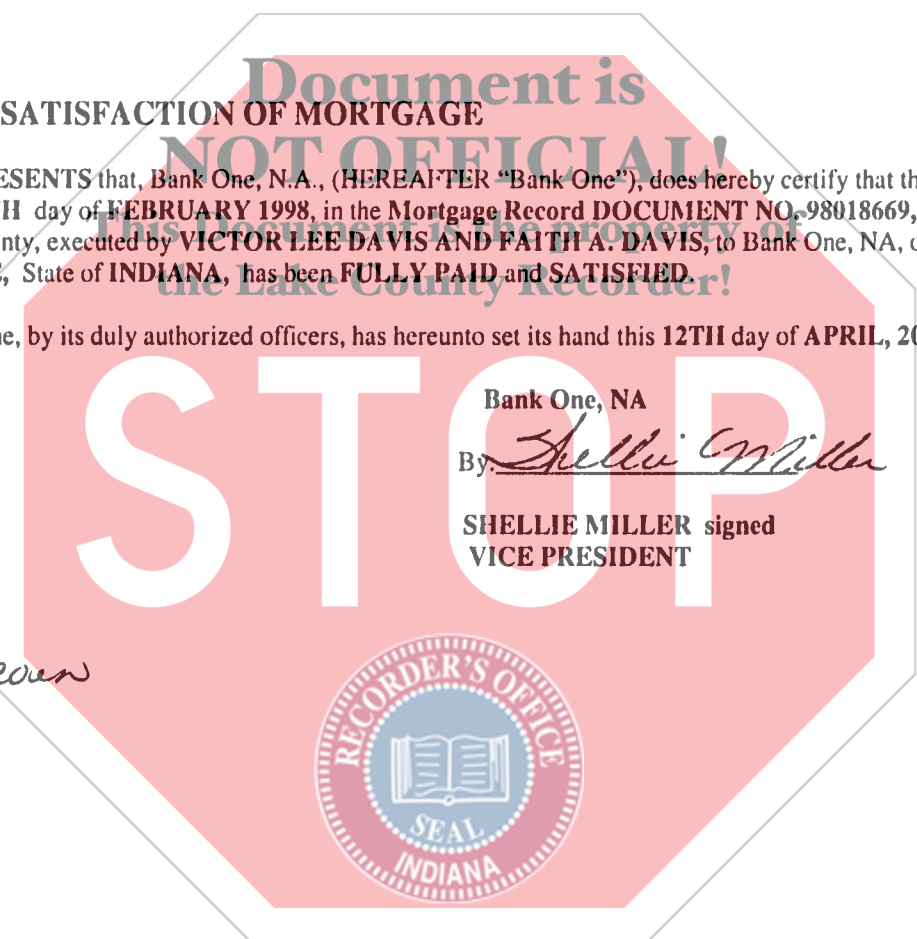 Document is
SATISFACTION OF MORTGAGE
NOT OFFICIAL!
ESENTS that, Bank One, N.A., (HEREAFTER "Bank One"), does hereby certify that th
H day of FEBRUARY 1998, in the Mortgage Record DOCUMENT NO. 98018669,
This Document is the property of
nty, executed by VICTOR LEE DAVIS AND FAITH A. DAVIS, to Bank One, NA,
State of INDIANA, has been FULLY PAID and SATISFIED.
the Lake County Recorder!
e, by its duly authorized officers, has hereunto set its hand this 12TH day of APRIL, 20
STOP
Bank One, NA
By. Shellie Miller
SHELLIE MILLER signed
VICE PRESIDENT
RECORDER'S OFFICE
SEAL
INDIANA